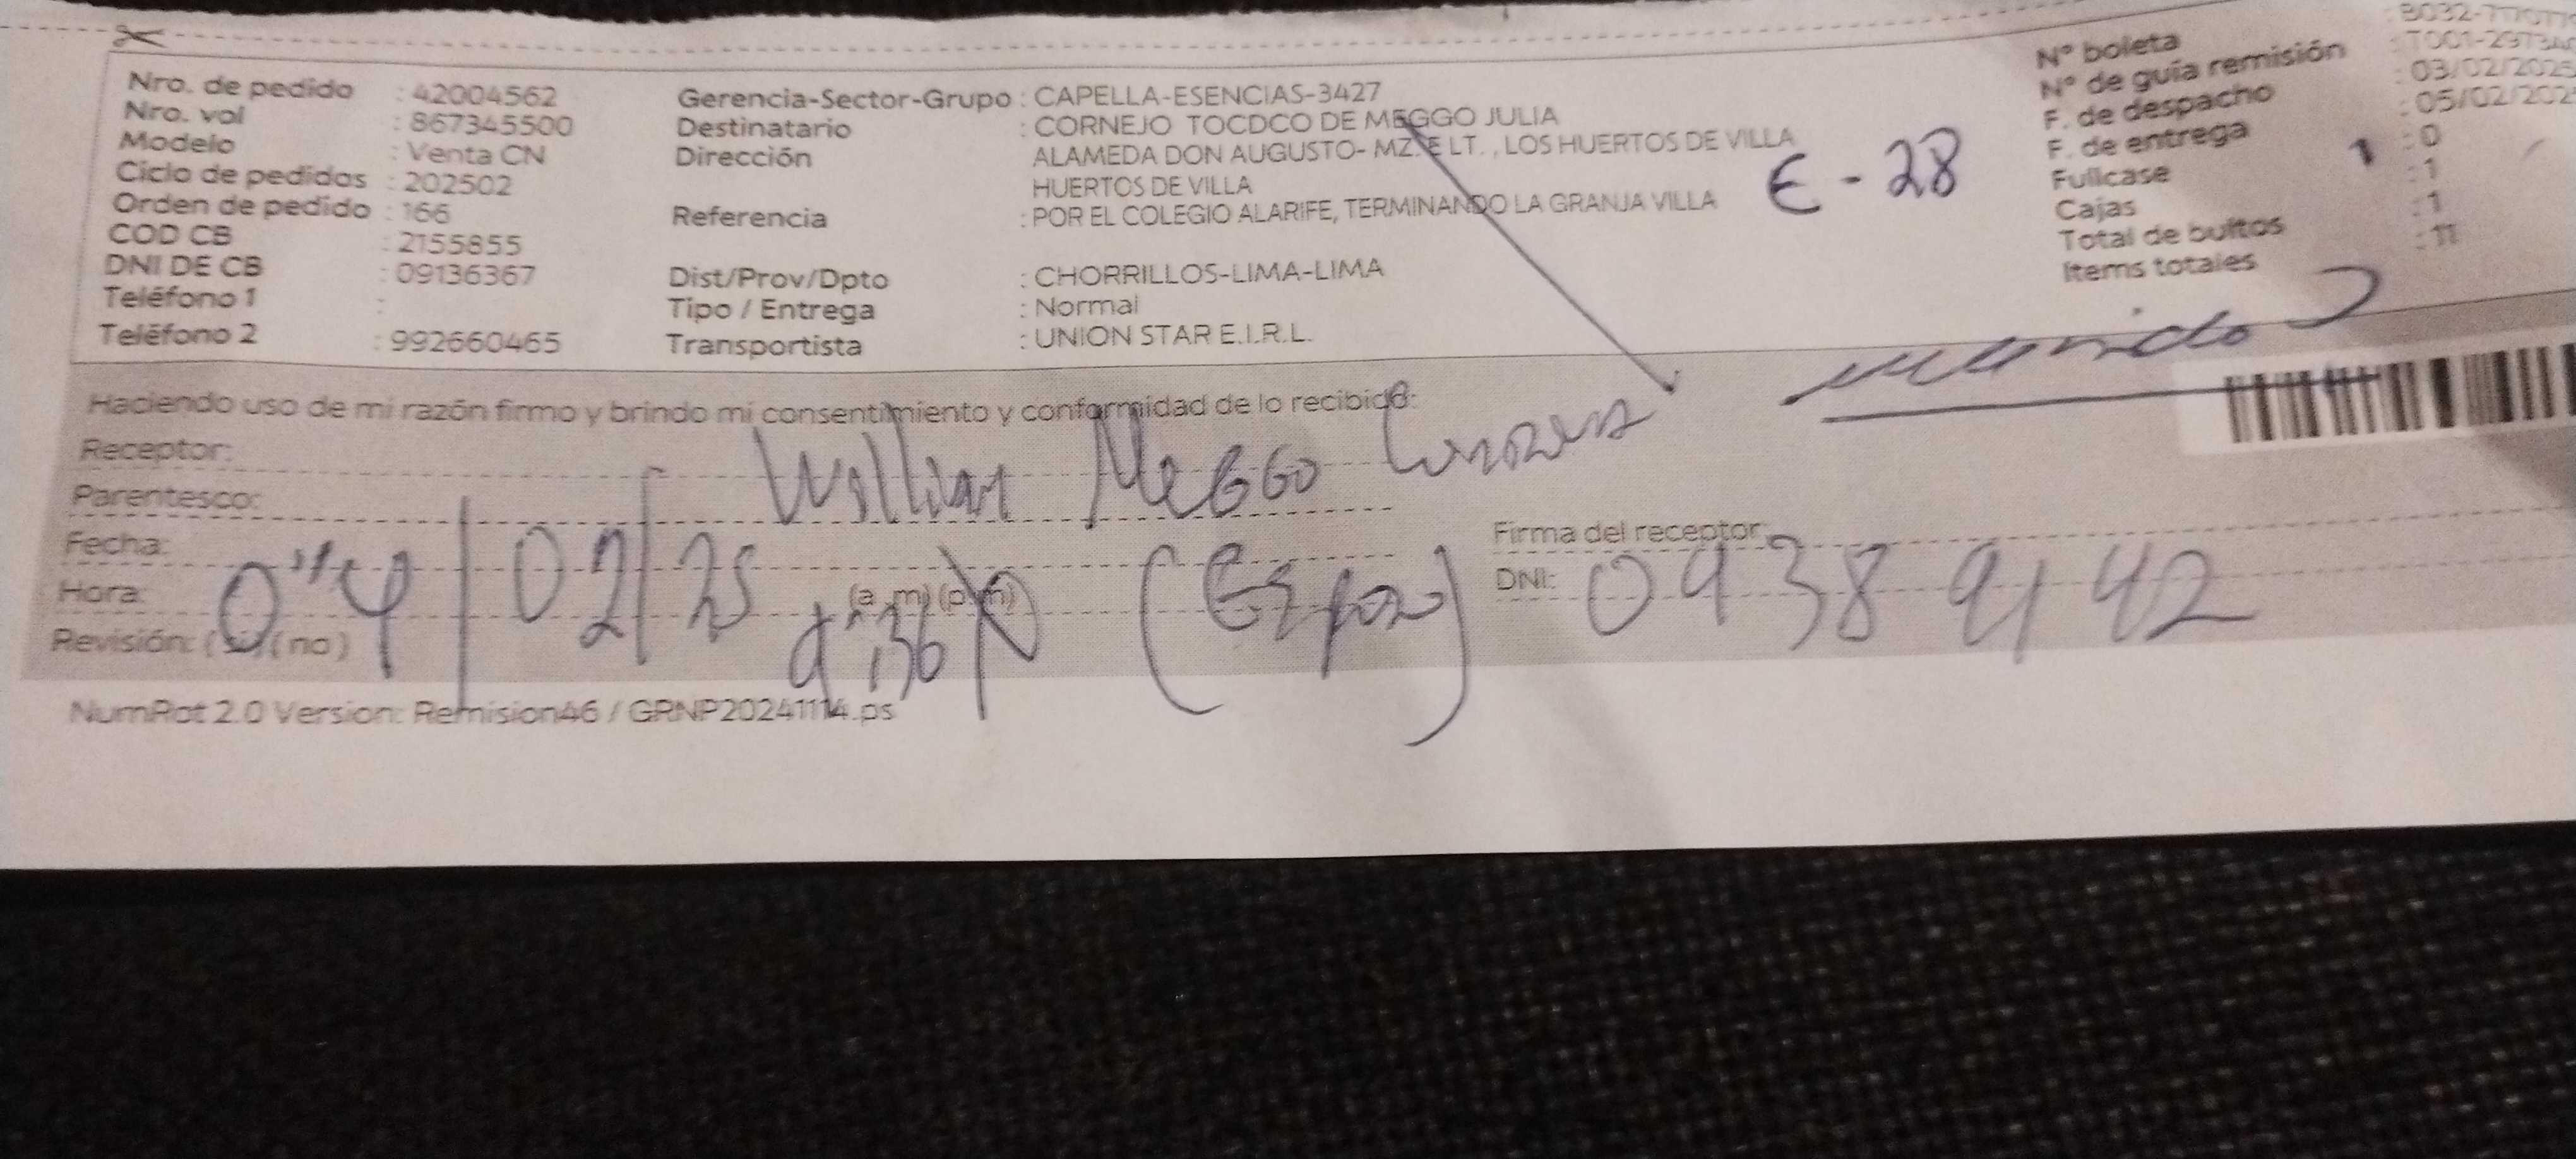 Nro. de pedido : 42004562
Nro. vol : 867345500
Modelo : Venta CN
Ciclo de pedidos : 202502
Orden de pedido : 166
COD CB : 2155855
DNI DE CB : 09136367
Teléfono 1 :
Teléfono 2 : 992660465
Gerencia-Sector-Grupo : CAPELLA-ESENCIAS-3427
Destinatario : CORNEJO TOCDCO DE MEGGO JULIA
Dirección ALAMEDA DON AUGUSTO- MZ. E LT. , LOS HUERTOS DE VILLA
HUERTOS DE VILLA
Referencia : POR EL COLEGIO ALARIFE, TERMINANDO LA GRANJA VILLA
E - 28
Dist/Prov/Dpto : CHORRILLOS-LIMA-LIMA
Tipo / Entrega : Normal
Transportista : UNION STAR E.I.R.L.
N° boleta
N° de guía remisión
F. de despacho : 03/02/2025
F. de entrega : 05/02/202
Fullcase : 0
Cajas : 1
Total de bultos : 1
Items totales : 11
marido
Haciendo uso de mi razón firmo y brindo mi consentimiento y conformidad de lo recibido:
Receptor:
Willian Meggo
Parentesco:
Fecha: 04/02/25
Hora: (a. m) (p. m)
:36 p
(Esposo)
Revisión: (si) (no)
Firma del receptor:
DNI: 09389142
NumRot 2.0 Version: Remision46 / GRNP20241114.ps